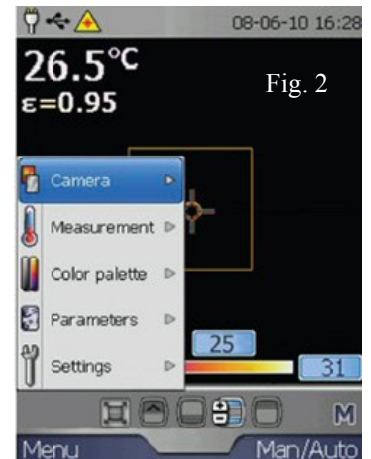 08-06-10 16:28
26.5°C
Fig. 2
ε=0.95
Camera
Measurement
Color palette
Parameters
25
Settings
31
M
Menu
Man/Auto